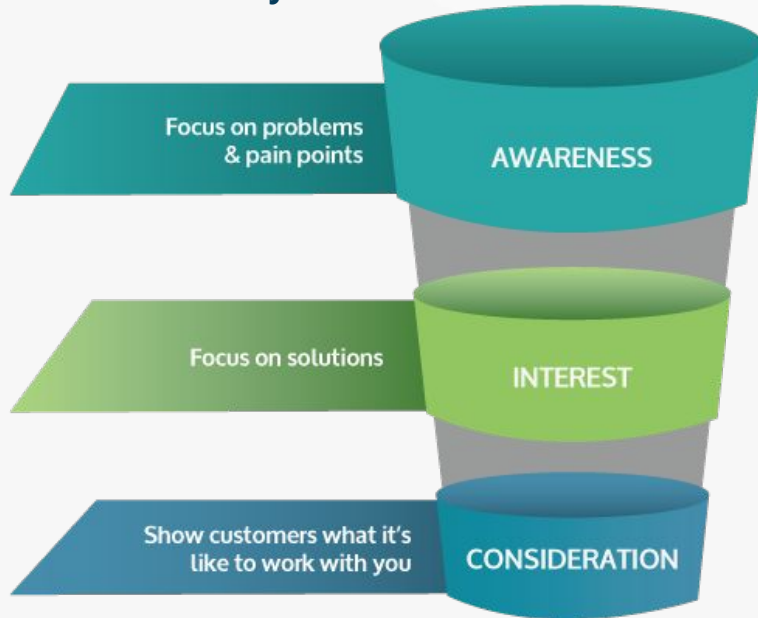 Focus on problems
& pain points
AWARENESS
Focus on solutions
INTEREST
Show customers what it's
like to work with you
CONSIDERATION